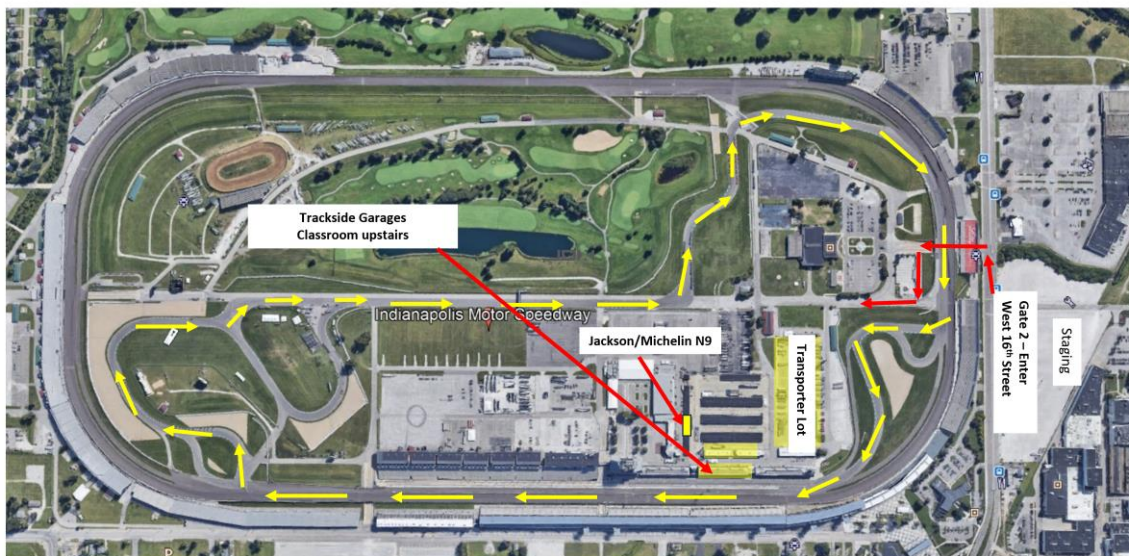 Trackside Garages
Classroom upstairs
Indianapolis Motor Speedway
Jackson/Michelin N9
Transporter Lot
Gate 2 – Enter
West 16th Street
Staging